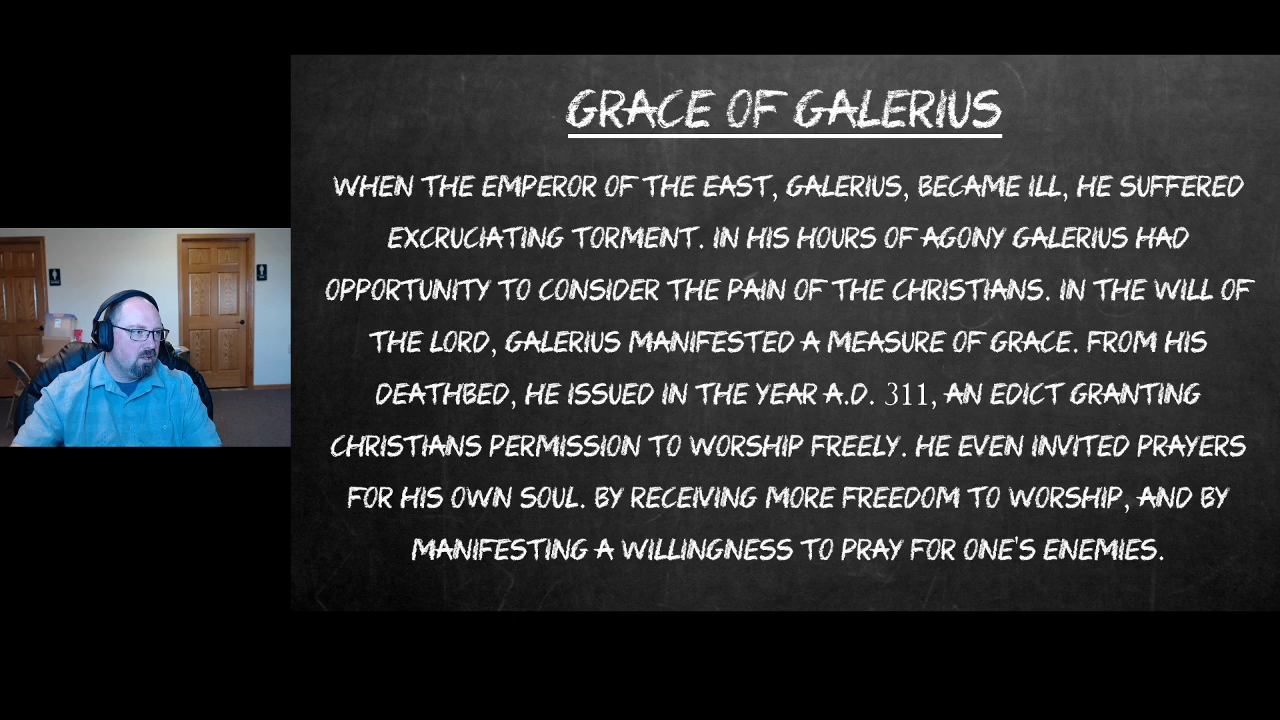 GRACE OF GALERIUS
WHEN THE EMPEROR OF THE EAST, GALERIUS, BECAME ILL, HE SUFFERED
EXCRUCIATING TORMENT. IN HIS HOURS OF AGONY GALERIUS HAD
OPPORTUNITY TO CONSIDER THE PAIN OF THE CHRISTIANS. IN THE WILL OF
THE LORD, GALERIUS MANIFESTED A MEASURE OF GRACE. FROM HIS
DEATHBED, HE ISSUED IN THE YEAR A.D. 311, AN EDICT GRANTING
CHRISTIANS PERMISSION TO WORSHIP FREELY. HE EVEN INVITED PRAYERS
FOR HIS OWN SOUL. BY RECEIVING MORE FREEDOM TO WORSHIP, AND BY
MANIFESTING A WILLINGNESS TO PRAY FOR ONE'S ENEMIES.